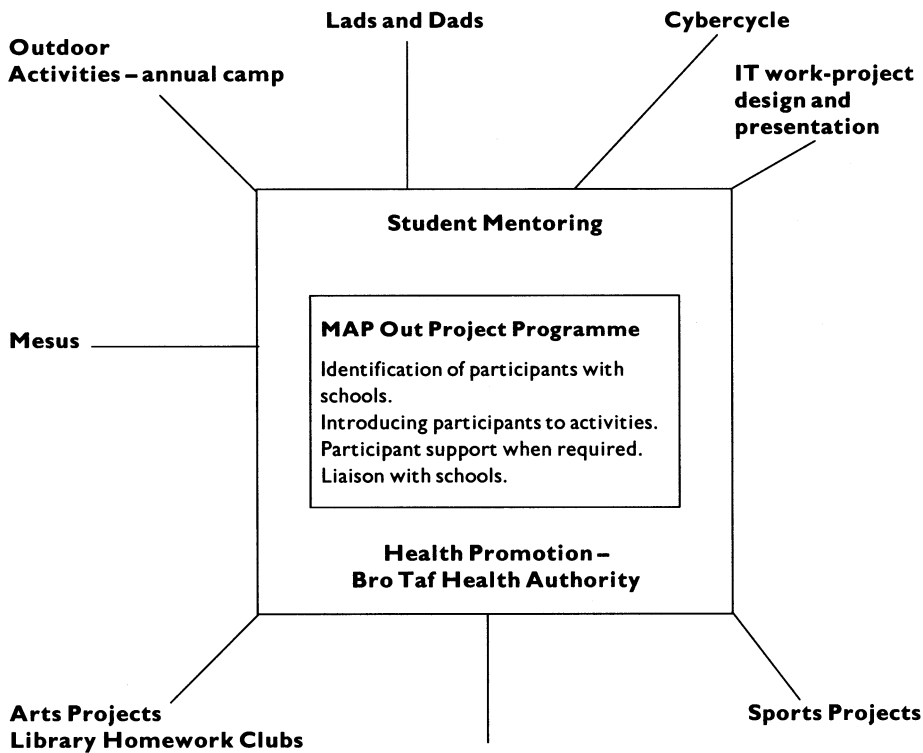 Lads and Dads
Cybercycle
Outdoor
Activities – annual camp
IT work-project
design and
presentation
Student Mentoring
Mesus
MAP Out Project Programme
Identification of participants with
schools.
Introducing participants to activities.
Participant support when required.
Liaison with schools.
Health Promotion –
Bro Taf Health Authority
Arts Projects
Library Homework Clubs
Sports Projects